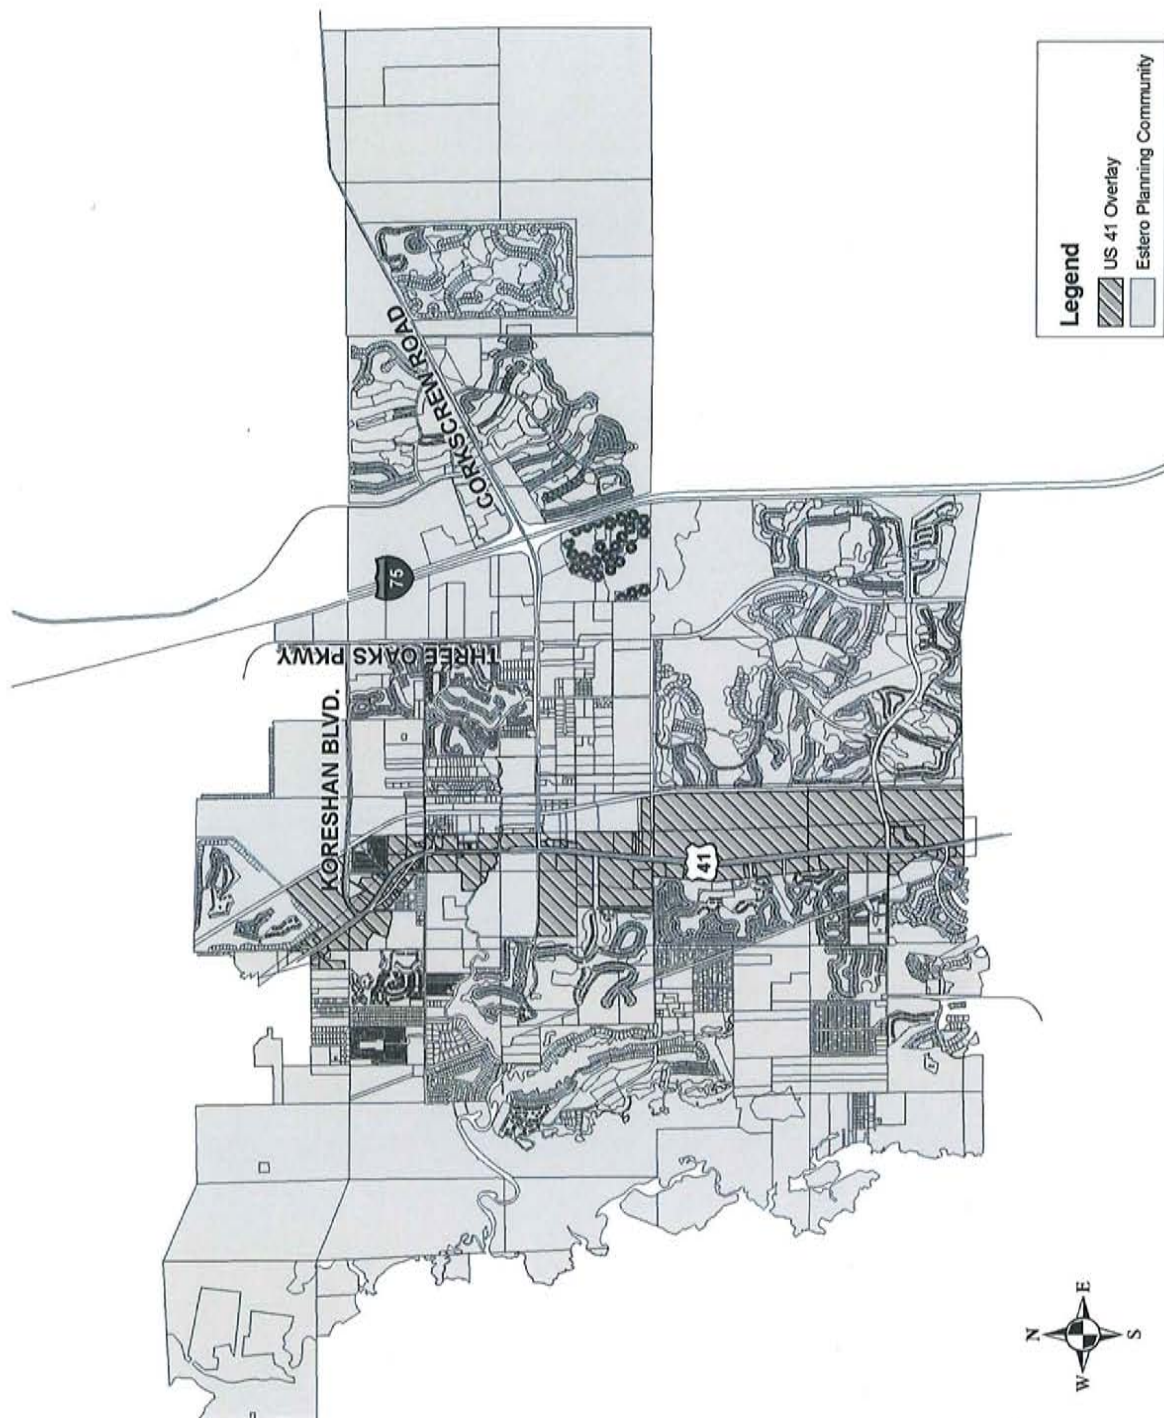 CORKSCREW ROAD
75
THREE OAKS PKWY
KORESHAN BLVD.
41
Legend
US 41 Overlay
Estero Planning Community
N
W
E
S